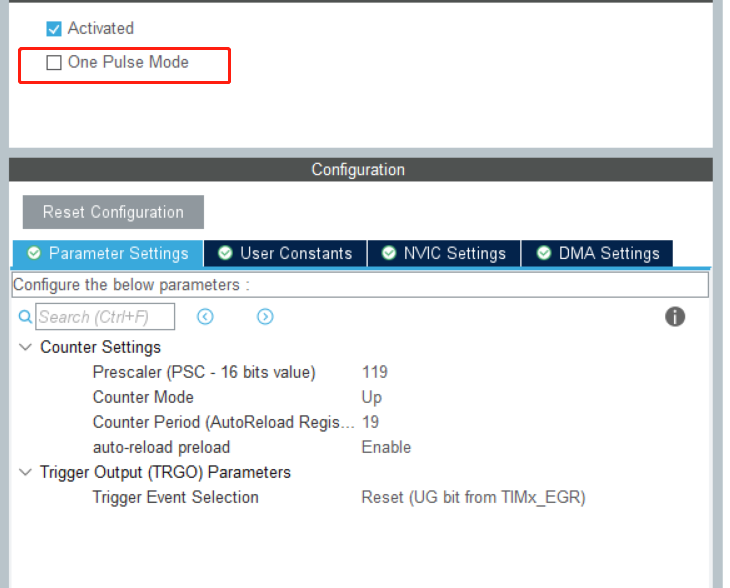 Activated
One Pulse Mode
Configuration
Reset Configuration
Parameter Settings User Constants NVIC Settings DMA Settings
Configure the below parameters :
Search (Ctrl+F)
Counter Settings
Prescaler (PSC - 16 bits value) 119
Counter Mode Up
Counter Period (AutoReload Regis... 19
auto-reload preload Enable
Trigger Output (TRGO) Parameters
Trigger Event Selection Reset (UG bit from TIMx_EGR)